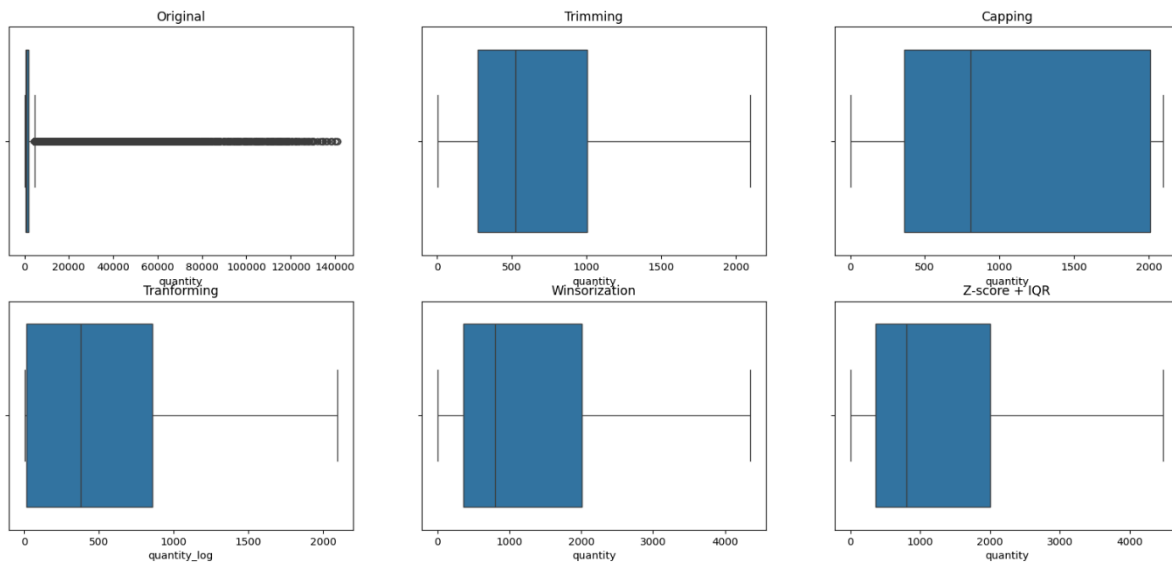 Original
0 20000 40000 60000 80000 100000 120000 140000
quantity
Trimming
0 500 1000 1500 2000
quantity
Capping
0 500 1000 1500 2000
quantity
Tranforming
0 500 1000 1500 2000
quantity_log
Winsorization
0 1000 2000 3000 4000
quantity
Z-score + IQR
0 1000 2000 3000 4000
quantity